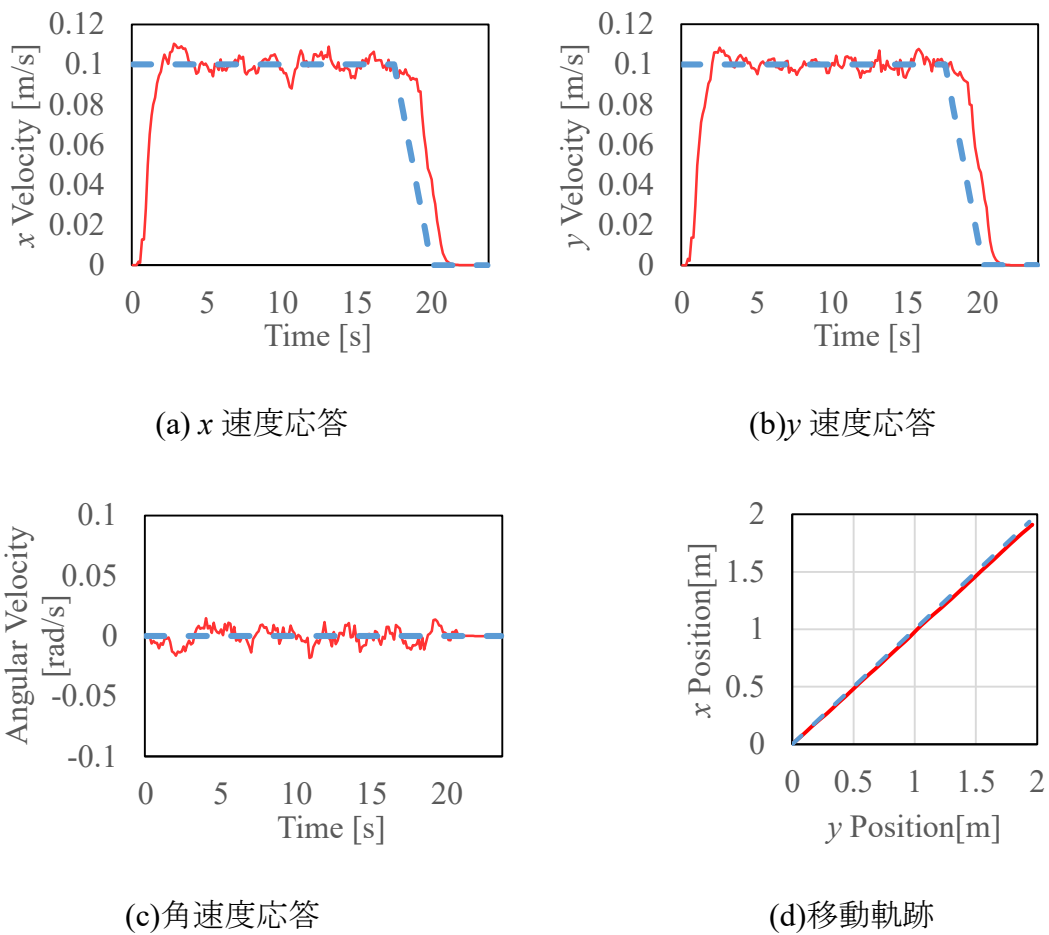 0.12
0.1
0.08
0.06
0.04
0.02
0
x Velocity [m/s]
0 5 10 15 20
Time [s]
(a) x 速度応答
0.12
0.1
0.08
0.06
0.04
0.02
0
y Velocity [m/s]
0 5 10 15 20
Time [s]
(b)y 速度応答
0.1
0.05
0
-0.05
-0.1
Angular Velocity
[rad/s]
0 5 10 15 20
Time [s]
(c)角速度応答
2
1.5
1
0.5
0
x Position[m]
0 0.5 1 1.5 2
y Position[m]
(d)移動軌跡